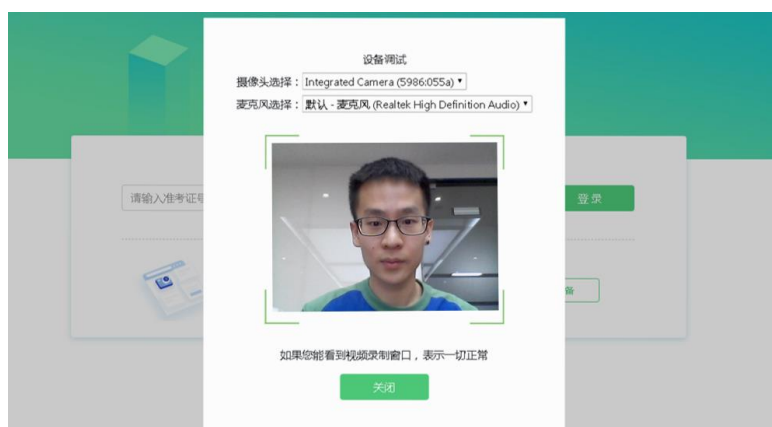 设备调试
摄像头选择：Integrated Camera (5986:055a)
麦克风选择：默认 - 麦克风 (Realtek High Definition Audio)
请输入准考证号
登录
备
如果您能看到视频录制窗口，表示一切正常
关闭